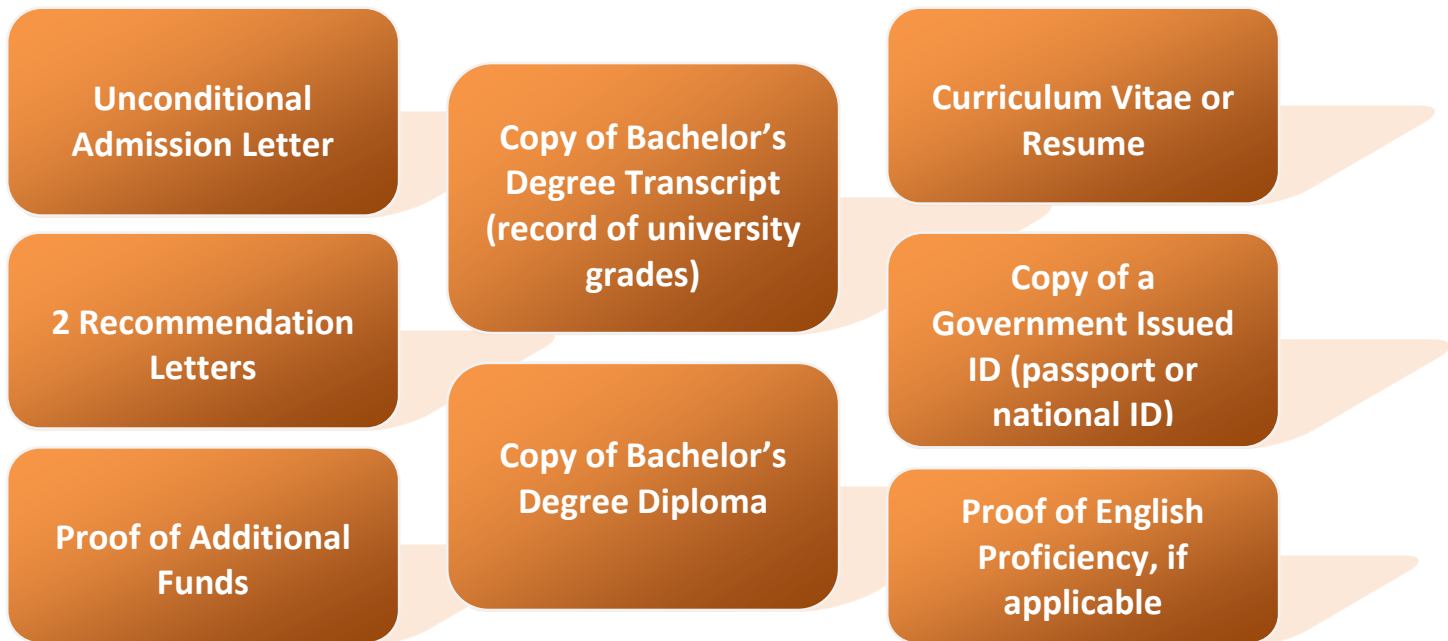 Unconditional
Admission Letter
2 Recommendation
Letters
Proof of Additional
Funds
Copy of Bachelor’s
Degree Transcript
(record of university
grades)
Copy of Bachelor’s
Degree Diploma
Curriculum Vitae or
Resume
Copy of a
Government Issued
ID (passport or
national ID)
Proof of English
Proficiency, if
applicable